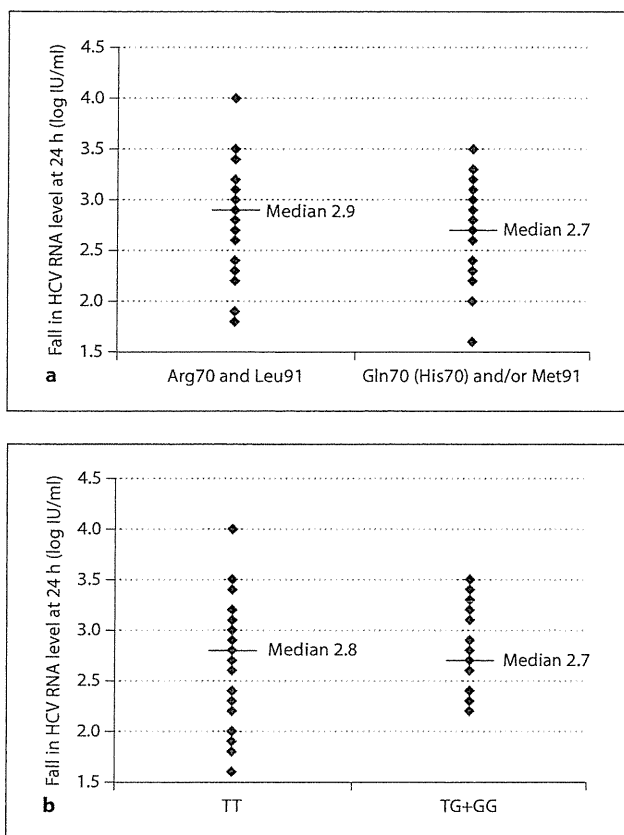 Fall in HCV RNA level at 24 h (log IU/ml)
4.5
4.0
3.5
3.0
2.5
2.0
1.5
Median 2.9
Median 2.7
a
Arg70 and Leu91
Gln70 (His70) and/or Met91
Fall in HCV RNA level at 24 h (log IU/ml)
4.5
4.0
3.5
3.0
2.5
2.0
1.5
Median 2.8
Median 2.7
b
TT
TG+GG